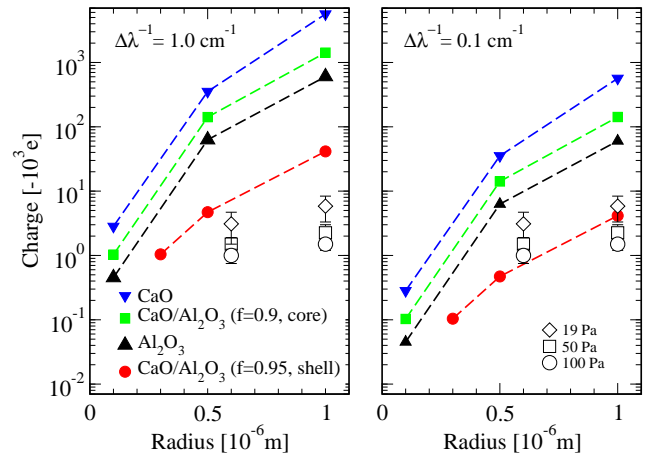 Δλ⁻¹ = 1.0 cm⁻¹
Δλ⁻¹ = 0.1 cm⁻¹
Charge [-10³e]
10³
10²
10¹
10⁰
10⁻¹
10⁻²
CaO
CaO/Al₂O₃ (f=0.9, core)
Al₂O₃
CaO/Al₂O₃ (f=0.95, shell)
19 Pa
50 Pa
100 Pa
0 0.5 1
0 0.5 1
Radius [10⁻⁶m]
Radius [10⁻⁶m]